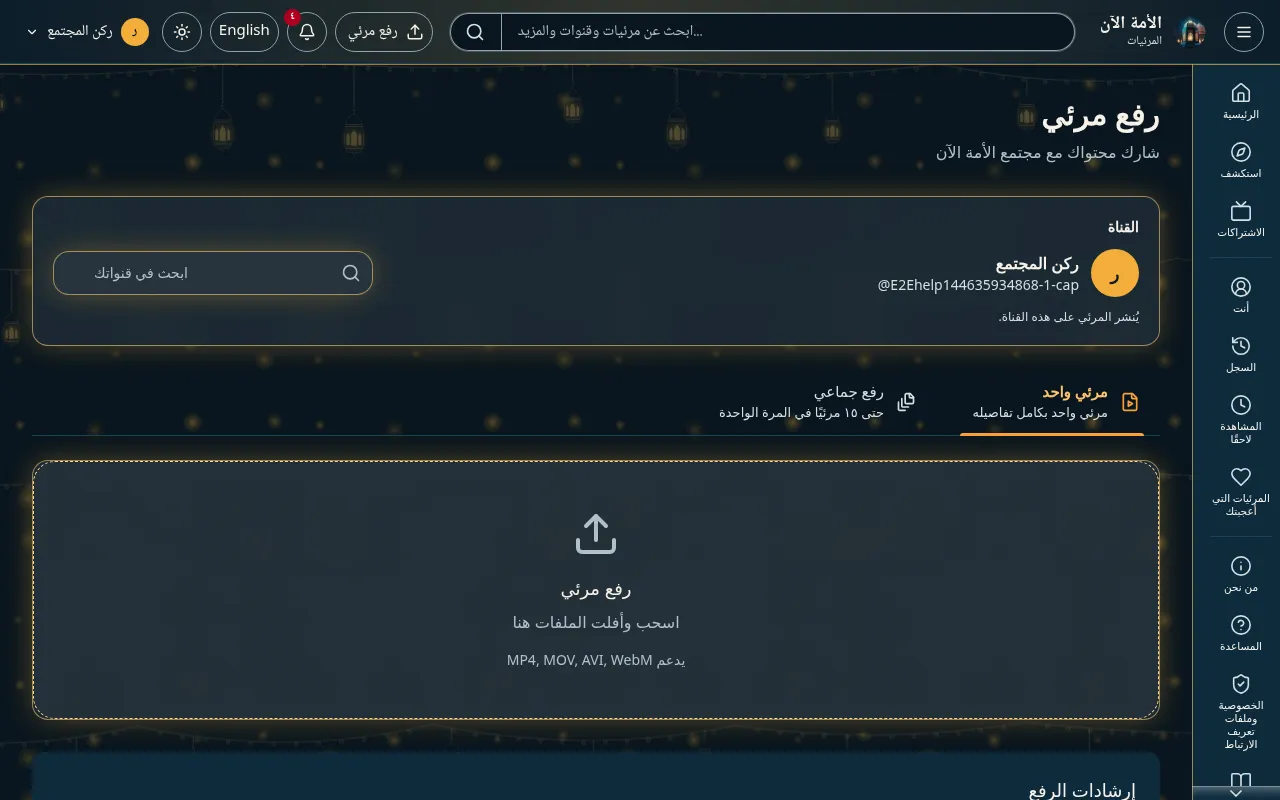 الأمة الآن
المرئيات
ابحث عن مرئيات وقنوات والمزيد...
رفع مرئي
٤
English
ر
ركن المجتمع
الرئيسية
استكشف
الاشتراكات
أنت
السجل
المشاهدة
لاحقًا
المرئيات التي
أعجبتك
من نحن
المساعدة
الخصوصية
وملفات
تعريف
الارتباط
رفع مرئي
شارك محتواك مع مجتمع الأمة الآن
القناة
ر
ركن المجتمع
@E2Ehelp144635934868-1-cap
يُنشر المرئي على هذه القناة.
ابحث في قنواتك
مرئي واحد
مرئي واحد بكامل تفاصيله
رفع جماعي
حتى ١٥ مرئيًا في المرة الواحدة
رفع مرئي
اسحب وأفلت الملفات هنا
يدعم MP4, MOV, AVI, WebM
إرشادات الرفع